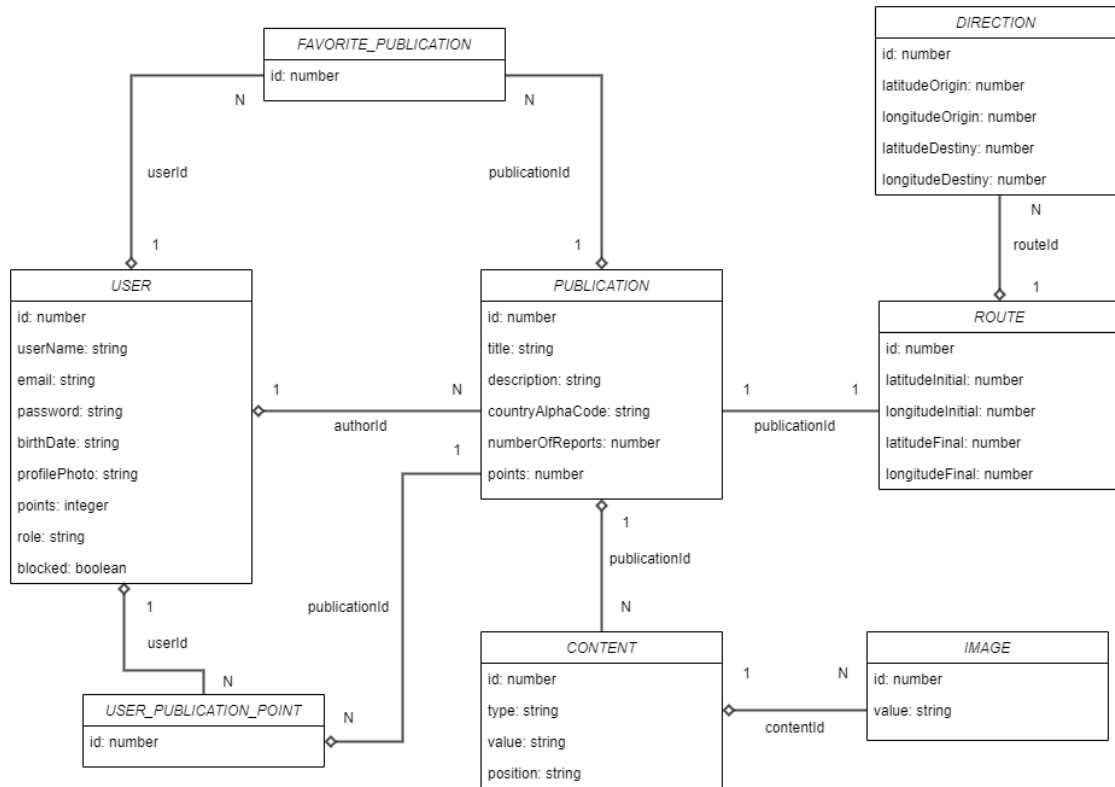 FAVORITE_PUBLICATION
id: number
N
N
userId
publicationId
1
1
DIRECTION
id: number
latitudeOrigin: number
longitudeOrigin: number
latitudeDestiny: number
longitudeDestiny: number
N
routeId
1
USER
id: number
userName: string
email: string
password: string
birthDate: string
profilePhoto: string
points: integer
role: string
blocked: boolean
1
N
authorId
PUBLICATION
id: number
title: string
description: string
countryAlphaCode: string
numberOfReports: number
points: number
1
1
publicationId
ROUTE
id: number
latitudeInitial: number
longitudeInitial: number
latitudeFinal: number
longitudeFinal: number
1
publicationId
N
1
userId
N
USER_PUBLICATION_POINT
id: number
1
publicationId
N
CONTENT
id: number
type: string
value: string
position: string
1
N
contentId
IMAGE
id: number
value: string